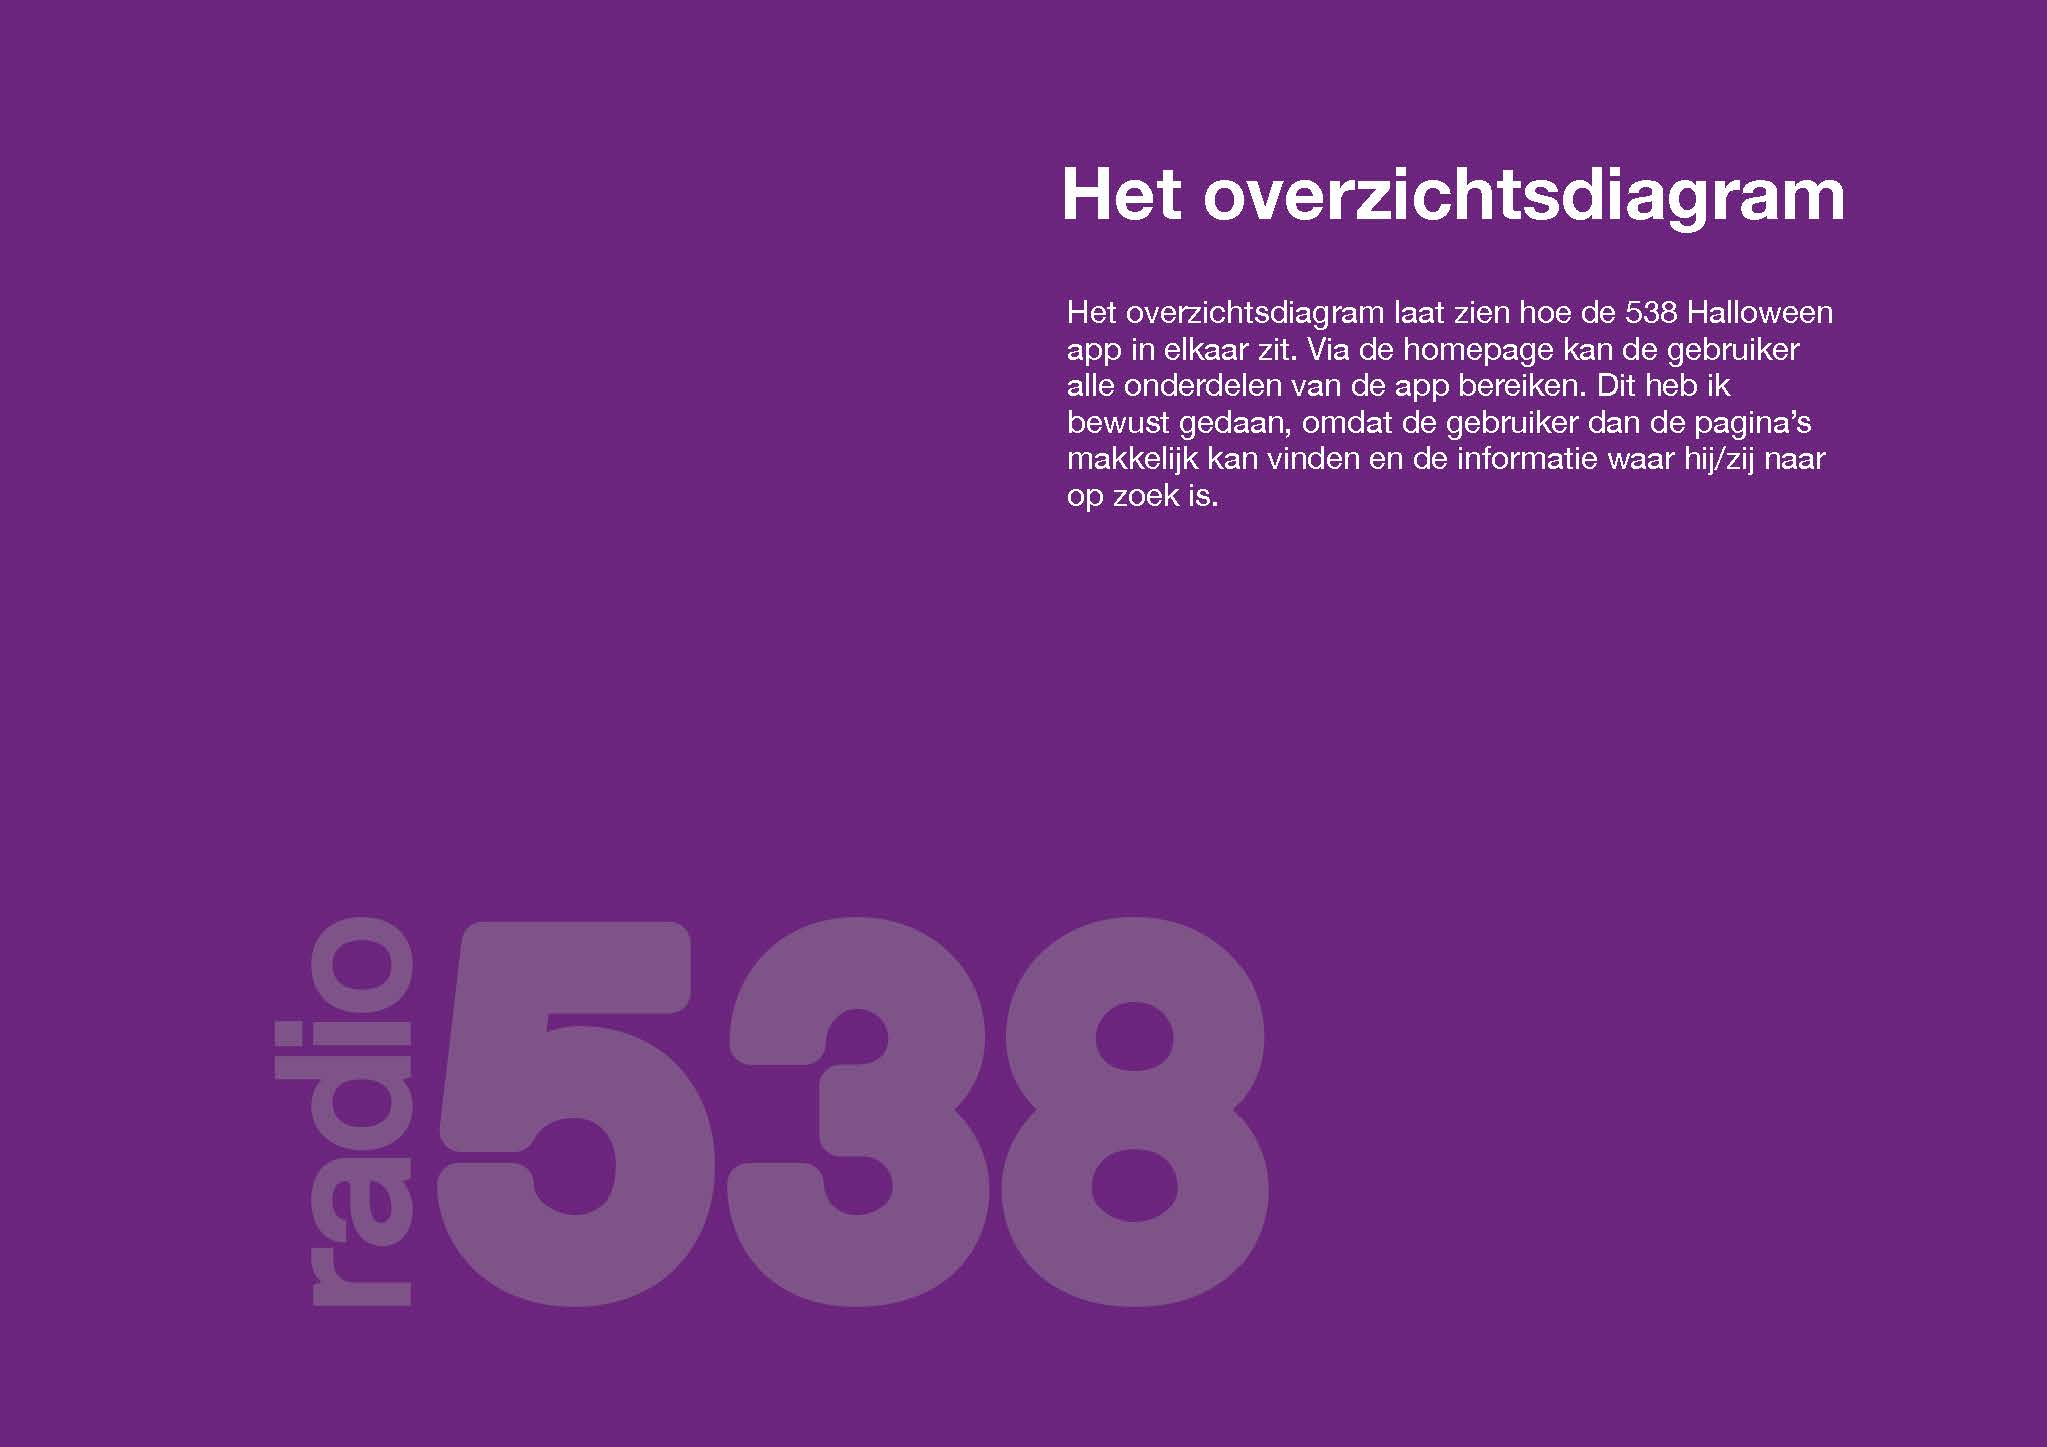 Het overzichtsdiagram
Het overzichtsdiagram laat zien hoe de 538 Halloween
app in elkaar zit. Via de homepage kan de gebruiker
alle onderdelen van de app bereiken. Dit heb ik
bewust gedaan, omdat de gebruiker dan de pagina’s
makkelijk kan vinden en de informatie waar hij/zij naar
op zoek is.
radio
538